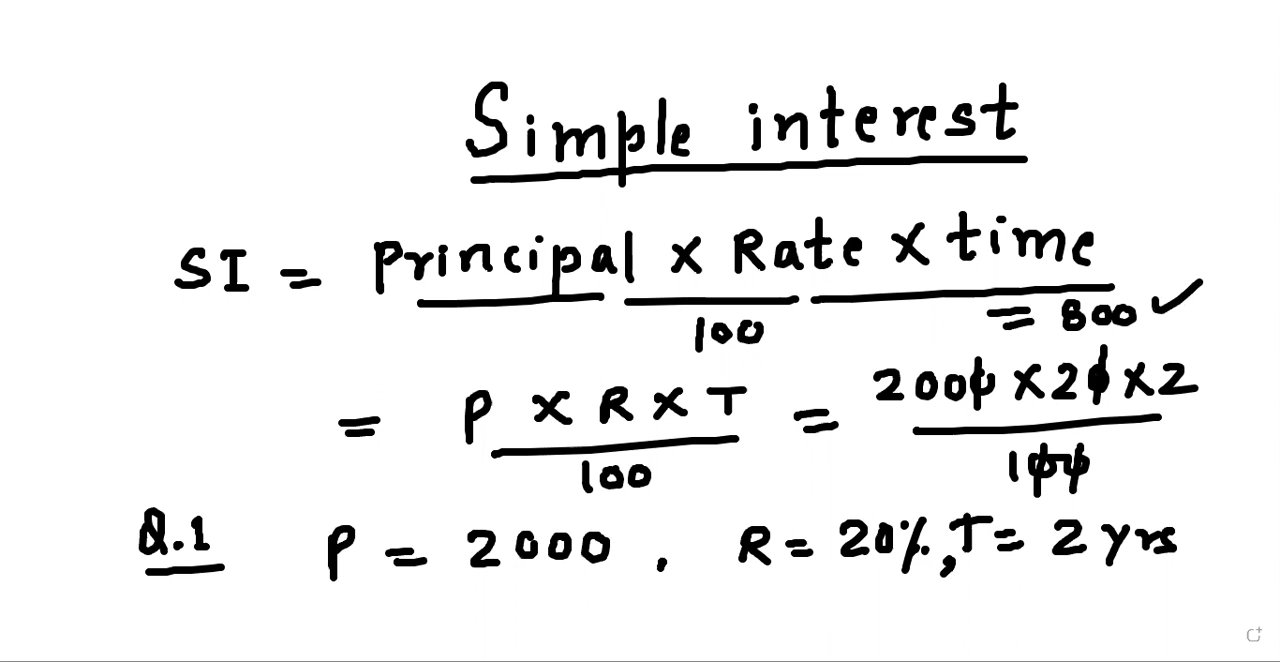 Simple interest
SI = Principal x Rate x time
100
= 800 ✓
= P x R x T = 2000 x 20 x 2
100 100
Q.1 P = 2000 , R = 20%, T = 2 yrs